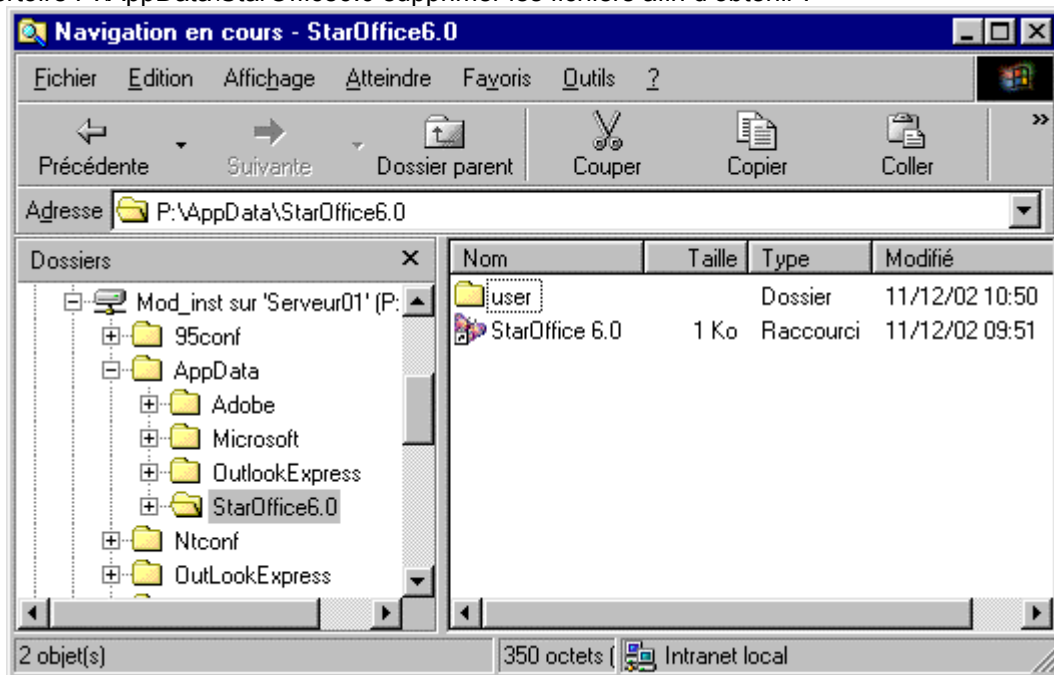 Navigation en cours - StarOffice6.0
Fichier Edition Affichage Atteindre Favoris Outils ?
Précédente Suivante Dossier parent Couper Copier Coller »
Adresse P:\AppData\StarOffice6.0
Dossiers × Nom Taille Type Modifié
Mod_inst sur 'Serveur01' (P: user Dossier 11/12/02 10:50
95conf StarOffice 6.0 1 Ko Raccourci 11/12/02 09:51
AppData
Adobe
Microsoft
OutlookExpress
StarOffice6.0
Ntconf
OutLookExpress
2 objet(s) 350 octets ( Intranet local